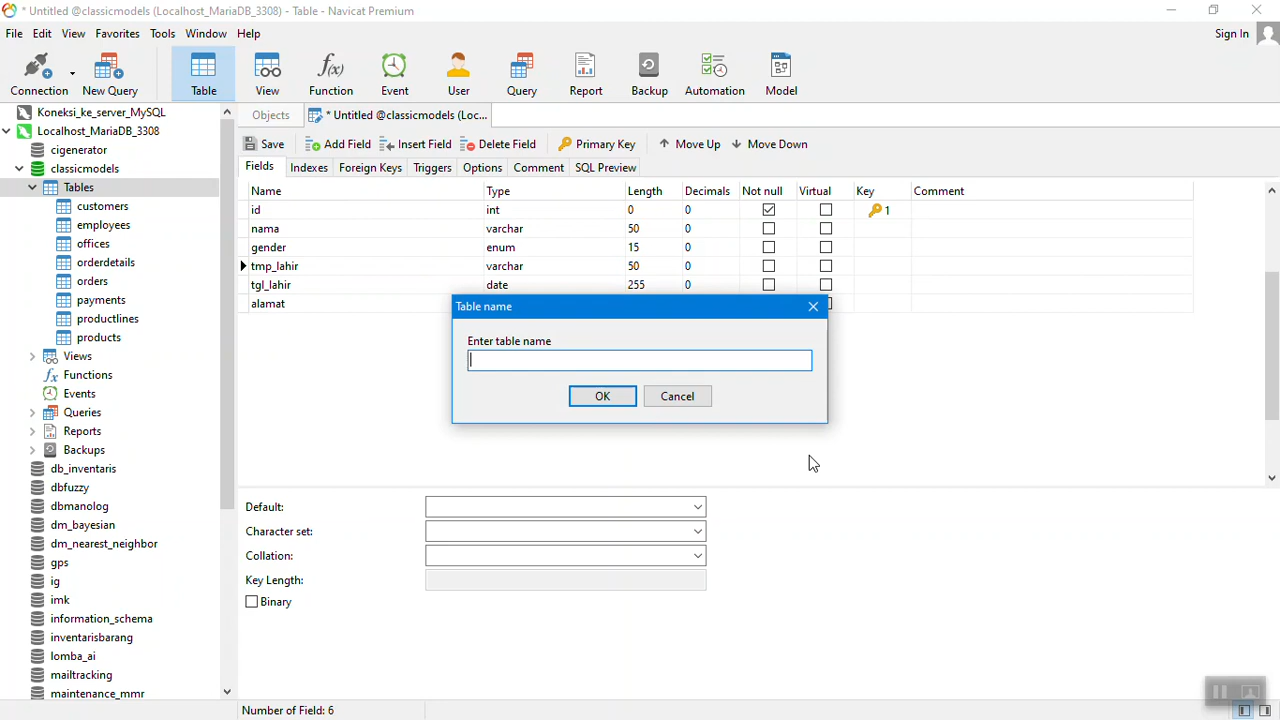 * Untitled @classicmodels (Localhost_MariaDB_3308) - Table - Navicat Premium
File Edit View Favorites Tools Window Help Sign In
Connection New Query Table View Function Event User Query Report Backup Automation Model
f(x)
Koneksi_ke_server_MySQL
Localhost_MariaDB_3308
cigenerator
classicmodels
Tables
customers
employees
offices
orderdetails
orders
payments
productlines
products
Views
f(x) Functions
Events
Queries
Reports
Backups
db_inventaris
dbfuzzy
dbmanolog
dm_bayesian
dm_nearest_neighbor
gps
ig
imk
information_schema
inventarisbarang
lomba_ai
mailtracking
maintenance_mmr
Objects * Untitled @classicmodels (Loc...
Save Add Field Insert Field Delete Field Primary Key Move Up Move Down
Fields Indexes Foreign Keys Triggers Options Comment SQL Preview
Name Type Length Decimals Not null Virtual Key Comment
id int 0 0 1
nama varchar 50 0
gender enum 15 0
tmp_lahir varchar 50 0
tgl_lahir date 255 0
alamat
Table name
Enter table name
OK Cancel
Default:
Character set:
Collation:
Key Length:
Binary
Number of Field: 6